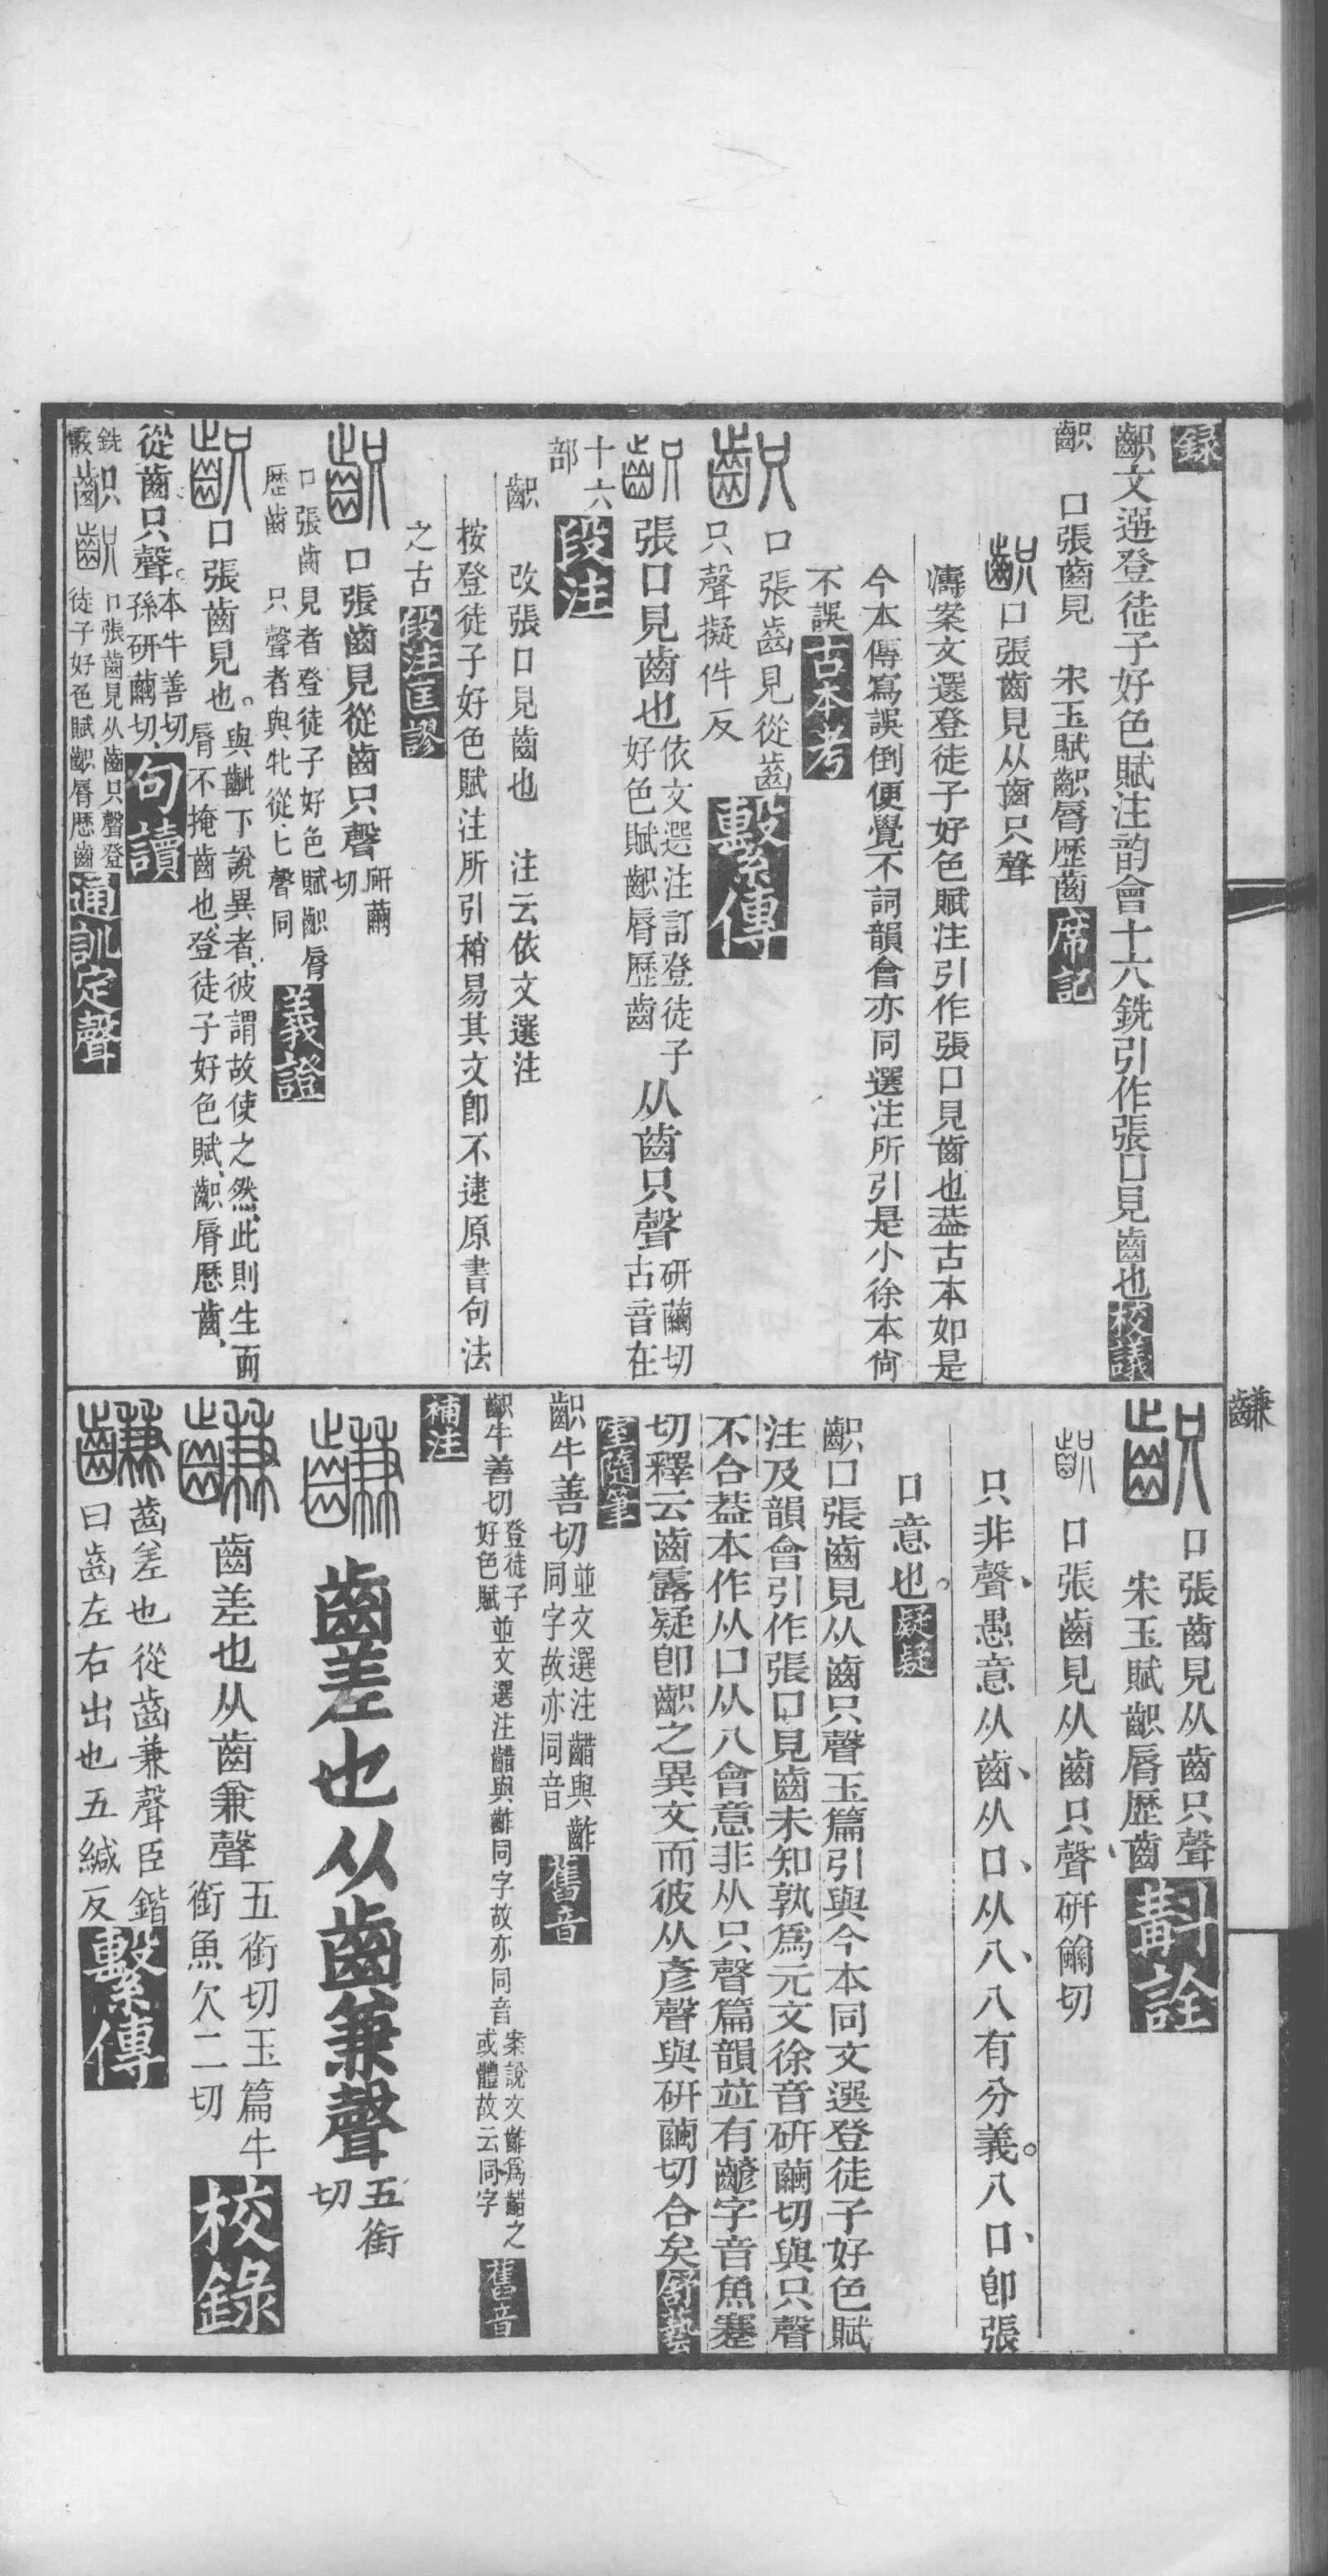 錄
齞文選登徒子好色賦注韵會十六銑引作張口見齒也校議
齞　口張齒見　宋玉賦齞脣歷齒席記
齞口張齒見从齒只聲
濤案文選登徒子好色賦注引作張口見齒也葢古本如是
今本傳寫誤倒便覺不詞韻會亦同選注所引是小徐本尚
不誤古本考
齞口張齒見從齒
只聲擬件反繫傳
齞張口見齒也依文選注訂登徒子
好色賦齞脣歷齒从齒只聲研繭切
古音在
十六
部段注
齞　改張口見齒也　注云依文選注
按登徒子好色賦注所引稍易其文卽不逮原書句法
之古段注匡謬
齞口張齒見從齒只聲研繭
切
口張齒見者登徒子好色賦齞脣
歷齒　只聲者與牝從匕聲同義證
齞口張齒見也。與齜下說異者、彼謂故使之然、此則生而
脣不掩齒也、登徒子好色賦、齞脣歷齒、
從齒只聲。本牛善切、
孫研繭切、句讀
銑
齞齞口張齒見从齒只聲登
徒子好色賦齞脣歷齒通訓定聲
齞口張齒見从齒只聲
宋玉賦齞脣歷齒斠詮
齞　口張齒見从齒只聲研繭切
只非聲、愚意从齒、从口、从八、八有分義。八口、卽張
口意也。疑疑
齞口張齒見从齒只聲玉篇引與今本同文選登徒子好色賦
注及韻會引作張口見齒未知孰爲元文徐音研繭切與只聲
不合葢本作从口从八會意非从只聲篇韻竝有齴字音魚蹇
切釋云齒露疑卽齞之異文而彼从彥聲與研繭切合矣舒藝
室隨筆
齞牛善切並文選注齰與齚
同字故亦同音舊音
齞牛善切登徒子
好色賦並文選注齰與齚同字故亦同音案說文齚爲齰之
或體故云同字舊音
補注
鼸
齒差也从齒兼聲五銜
切
齒差也从齒兼聲五銜切玉篇牛
銜魚欠二切校錄
齒差也從齒兼聲臣鍇
曰齒左右出也五緘反繫傳